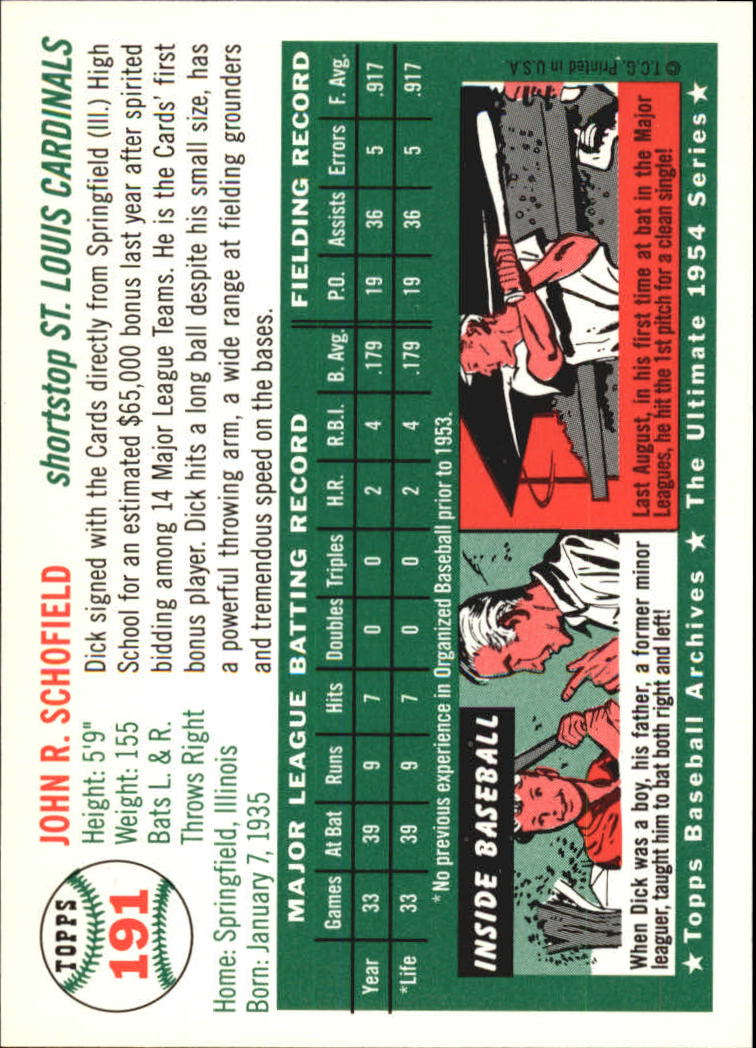 TOPPS
191
JOHN R. SCHOFIELD shortstop ST. LOUIS CARDINALS
Height: 5'9"
Weight: 155
Bats L. & R.
Throws Right
Home: Springfield, Illinois
Born: January 7, 1935
Dick signed with the Cards directly from Springfield (Ill.) High
School for an estimated $65,000 bonus last year after spirited
bidding among 14 Major League Teams. He is the Cards' first
bonus player. Dick hits a long ball despite his small size, has
a powerful throwing arm, a wide range at fielding grounders
and tremendous speed on the bases.
MAJOR LEAGUE BATTING RECORD FIELDING RECORD
Games At Bat Runs Hits Doubles Triples H.R. R.B.I. B. Avg. P.O. Assists Errors F. Avg.
Year 33 39 9 7 0 0 2 4 .179 19 36 5 .917
*Life 33 39 9 7 0 0 2 4 .179 19 36 5 .917
* No previous experience in Organized Baseball prior to 1953.
INSIDE BASEBALL
When Dick was a boy, his father, a former minor
leaguer, taught him to bat both right and left!
Last August, in his first time at bat in the Major
Leagues, he hit the 1st pitch for a clean single!
★ Topps Baseball Archives ★ The Ultimate 1954 Series ★
© T.C.G. Printed in U.S.A.